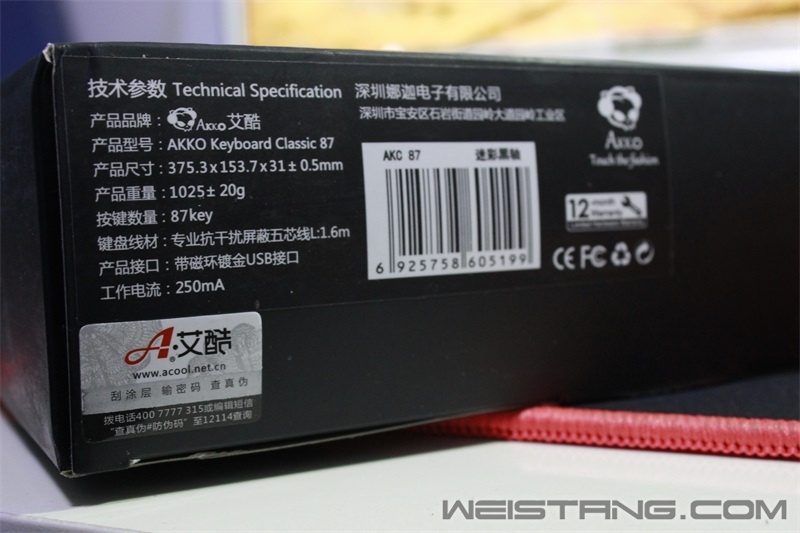 技术参数 Technical Specification
产品品牌：AKKO 艾酷
产品型号：AKKO Keyboard Classic 87
产品尺寸：375.3x153.7x31±0.5mm
产品重量：1025±20g
按键数量：87key
键盘线材：专业抗干扰屏蔽五芯线L:1.6m
产品接口：带磁环镀金USB接口
工作电流：250mA
深圳娜迦电子有限公司
深圳市宝安区石岩街道园岭大道园岭工业区
AKC 87 迷彩黑轴
6 925758 605199
AKKO
Touch the fashion
12-month
Warranty
CE FC
A·艾酷
®
www.acool.net.cn
刮涂层 输密码 查真伪
拨电话400 7777 315或编辑短信
“查真伪#防伪码”至12114查询
WEISTANG.COM